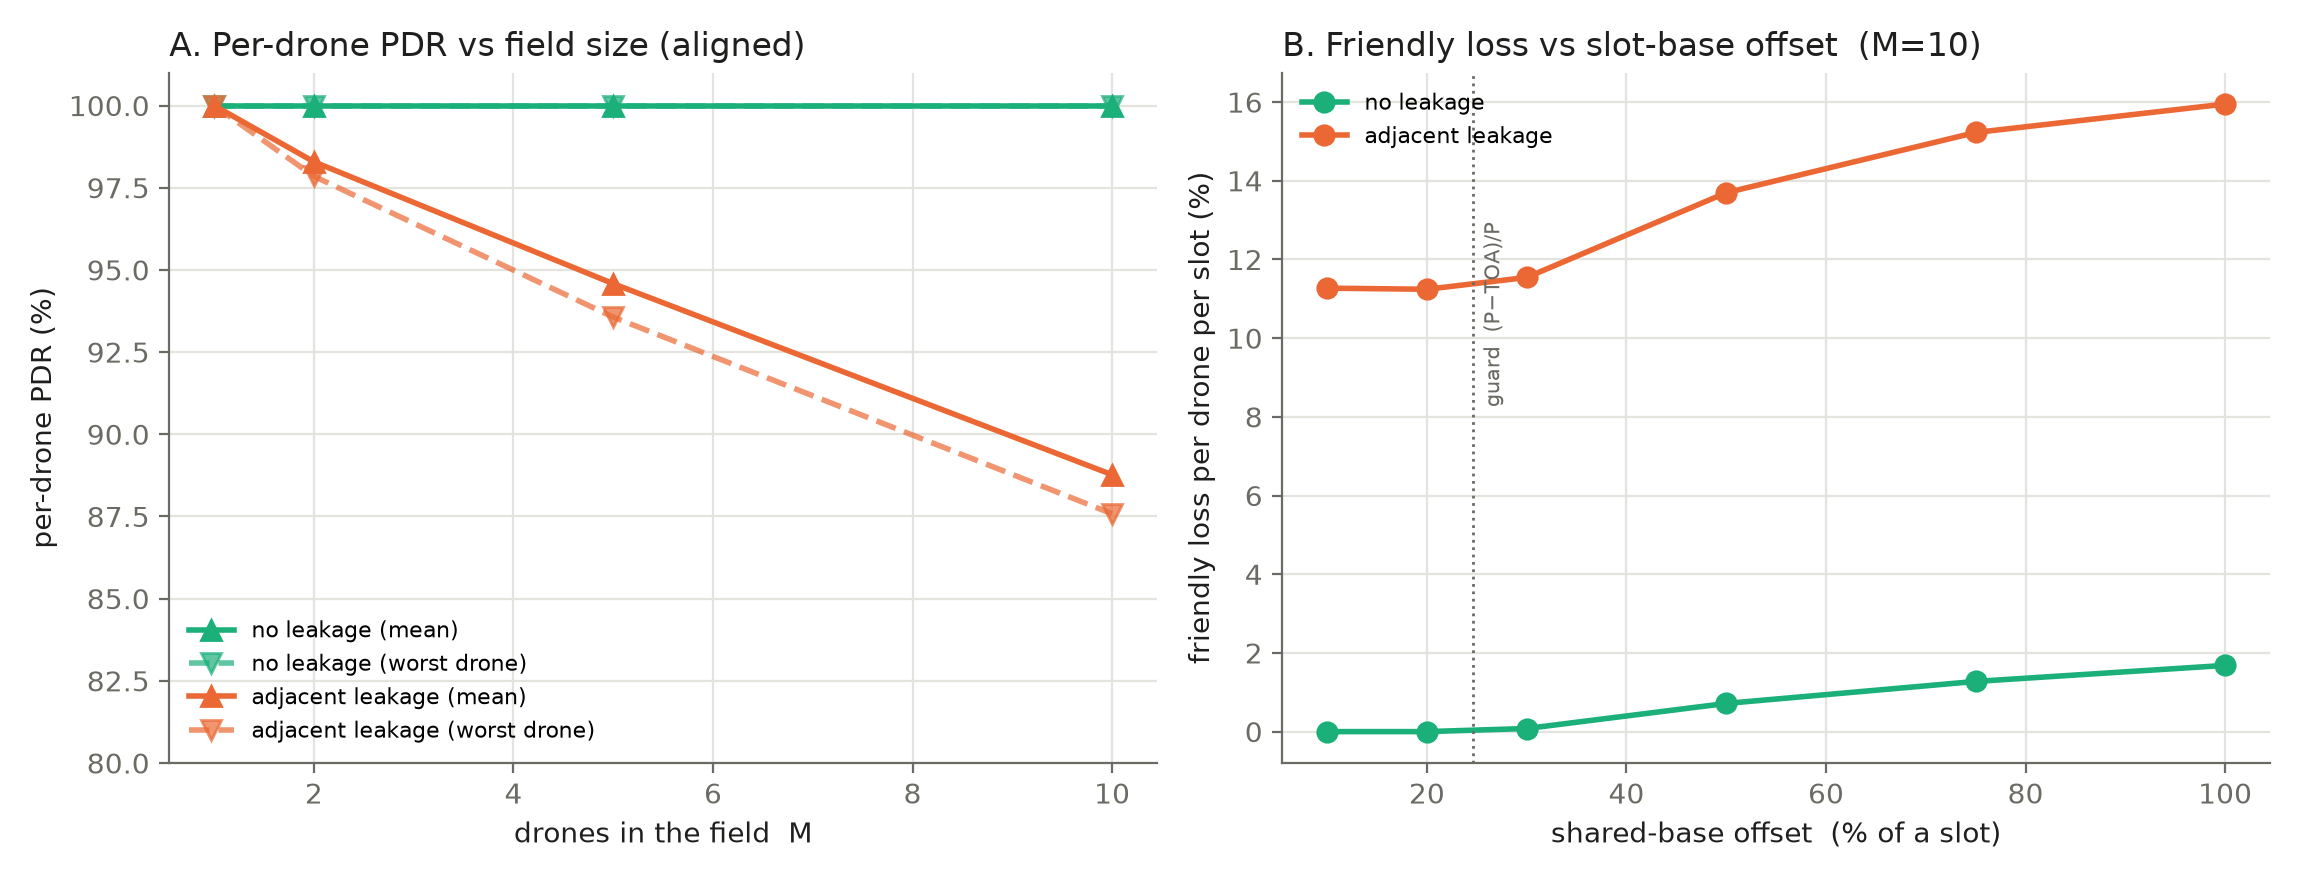 A. Per-drone PDR vs field size (aligned)
per-drone PDR (%)
100.0
97.5
95.0
92.5
90.0
87.5
85.0
82.5
80.0
no leakage (mean)
no leakage (worst drone)
adjacent leakage (mean)
adjacent leakage (worst drone)
2 4 6 8 10
drones in the field M
B. Friendly loss vs slot-base offset (M=10)
friendly loss per drone per slot (%)
16
14
12
10
8
6
4
2
0
no leakage
adjacent leakage
guard (P−TOA)/P
20 40 60 80 100
shared-base offset (% of a slot)